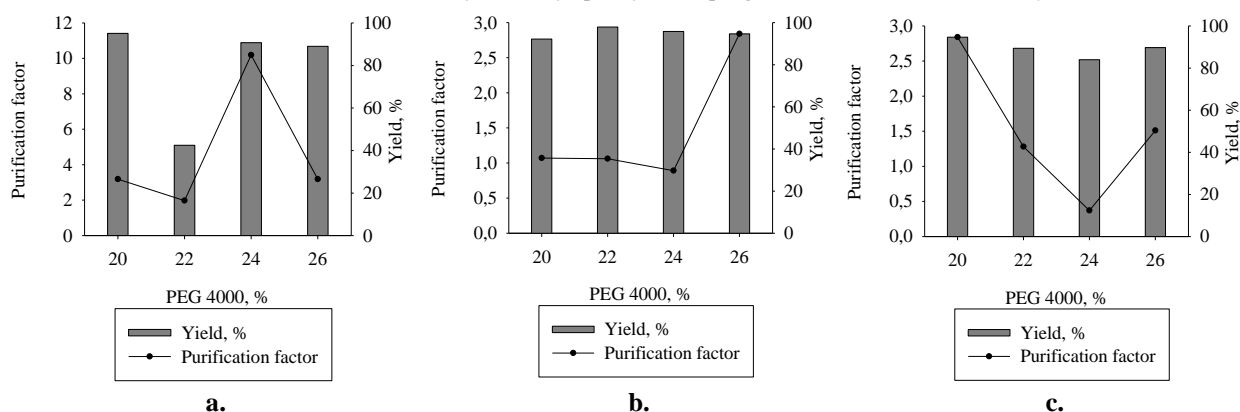 12
10
8
6
4
2
0
Purification factor
100
80
60
40
20
0
Yield, %
20 22 24 26
PEG 4000, %
Yield, %
Purification factor
a.
3,0
2,5
2,0
1,5
1,0
0,5
0,0
Purification factor
100
80
60
40
20
0
Yield, %
20 22 24 26
PEG 4000, %
Yield, %
Purification factor
b.
3.0
2.5
2.0
1.5
1.0
0.5
0.0
Purification factor
100
80
60
40
20
0
Yield, %
20 22 24 26
PEG 4000, %
Yield, %
Purification factor
c.